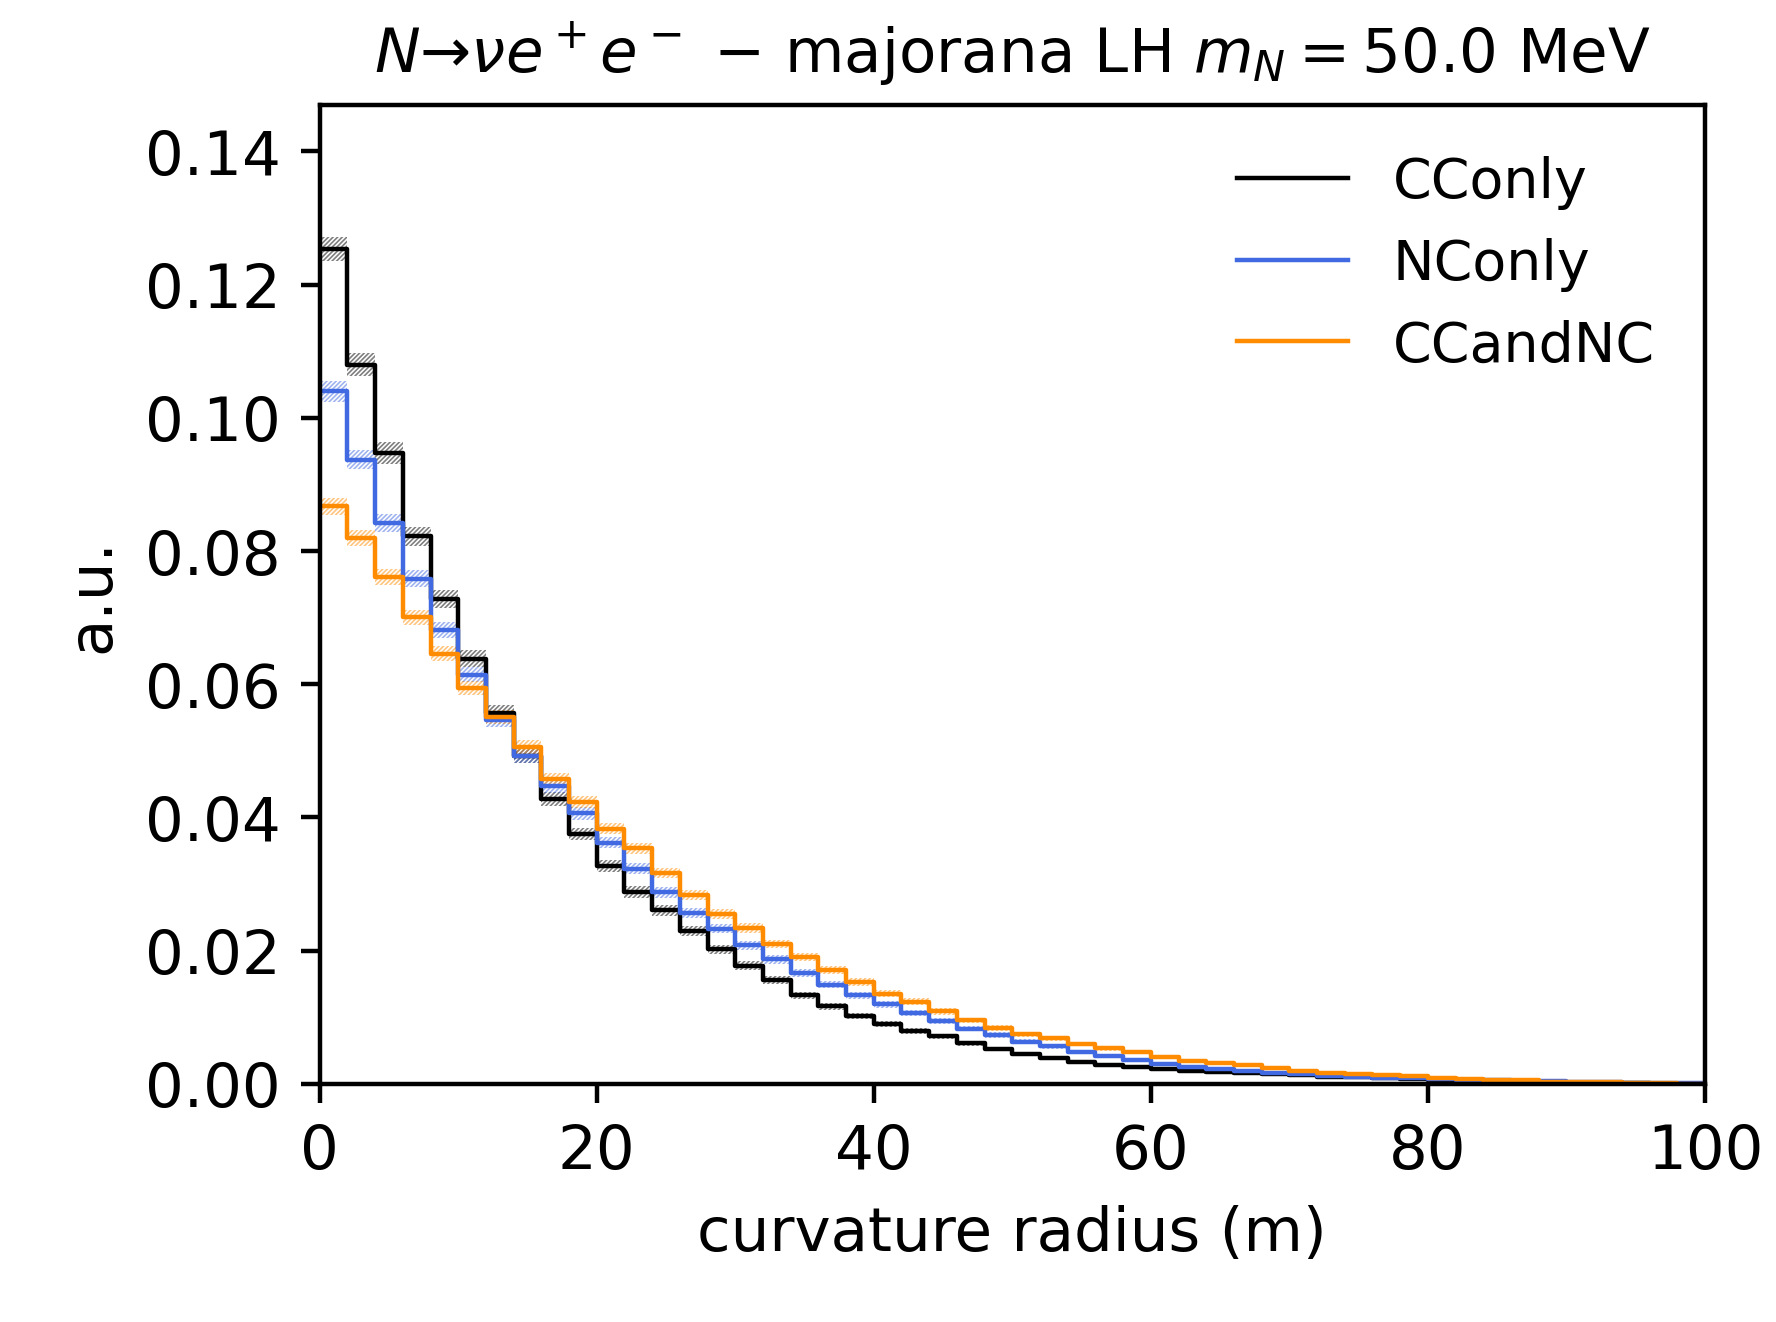 N→νe⁺e⁻ − majorana LH m_N = 50.0 MeV
0.14
0.12
0.10
0.08
0.06
0.04
0.02
0.00
a.u.
CConly
NConly
CCandNC
0 20 40 60 80 100
curvature radius (m)